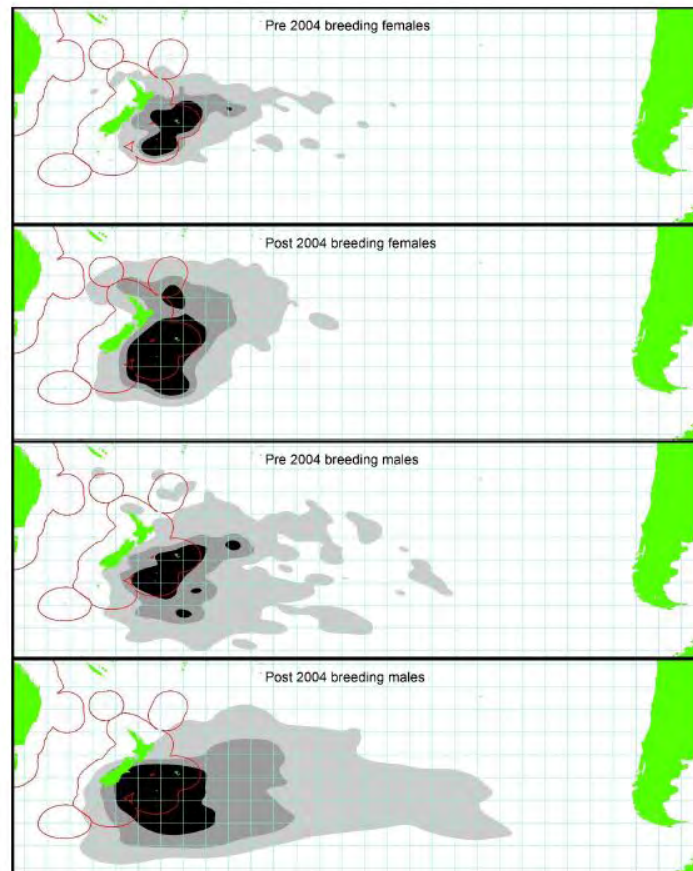 Pre 2004 breeding females
Post 2004 breeding females
Pre 2004 breeding males
Post 2004 breeding males